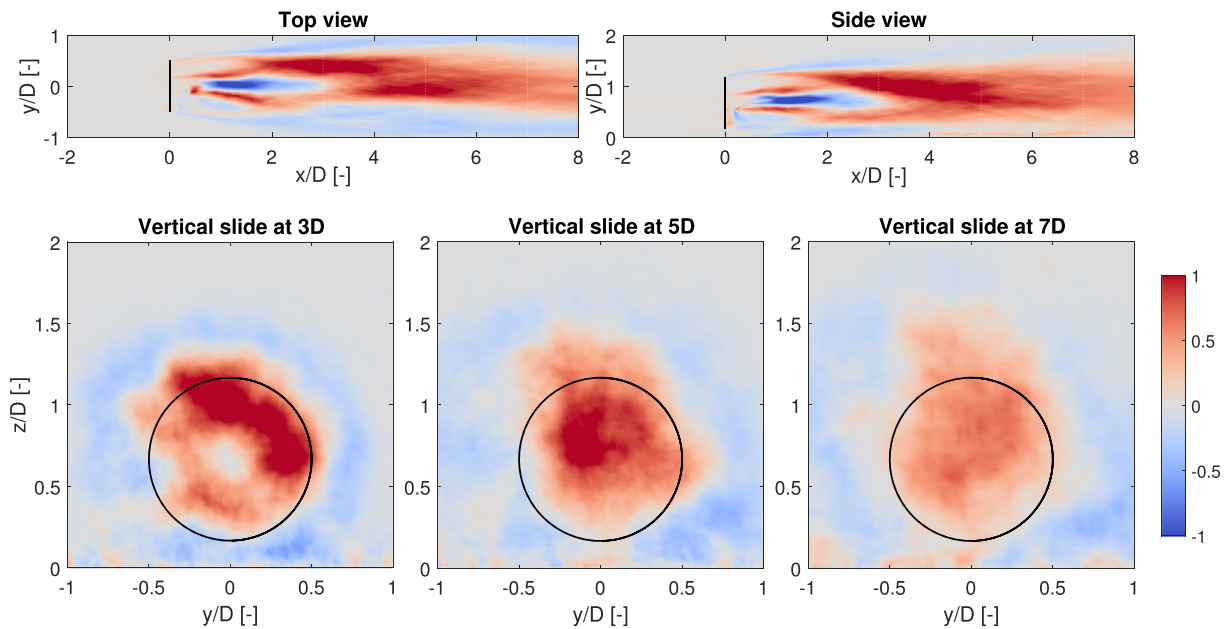 Top view
Side view
1
0
-1
y/D [-]
-2 0 2 4 6 8
x/D [-]
2
1
0
y/D [-]
-2 0 2 4 6 8
x/D [-]
Vertical slide at 3D
Vertical slide at 5D
Vertical slide at 7D
2
1.5
1
0.5
0
z/D [-]
-1 -0.5 0 0.5 1
y/D [-]
2
1.5
1
0.5
0
-1 -0.5 0 0.5 1
y/D [-]
2
1.5
1
0.5
0
-1 -0.5 0 0.5 1
y/D [-]
1
0.5
0
-0.5
-1